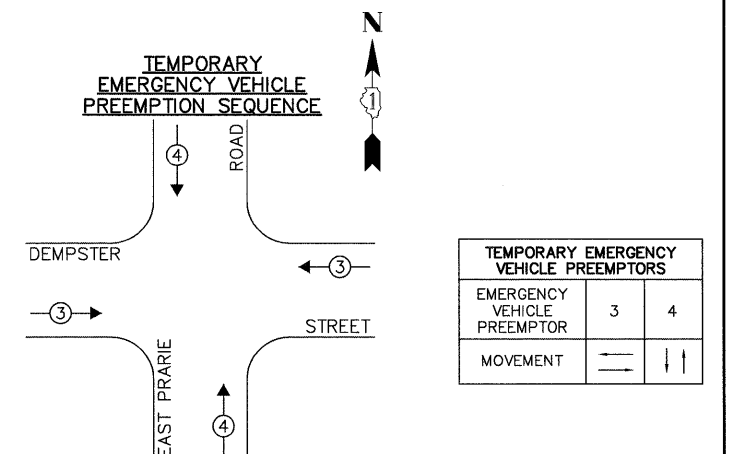 N
TEMPORARY
EMERGENCY VEHICLE
PREEMPTION SEQUENCE
1
4
ROAD
DEMPSTER
3
3
STREET
EAST PRARIE
4
TEMPORARY EMERGENCY
VEHICLE PREEMPTORS
EMERGENCY
VEHICLE
PREEMPTOR
3
4
MOVEMENT